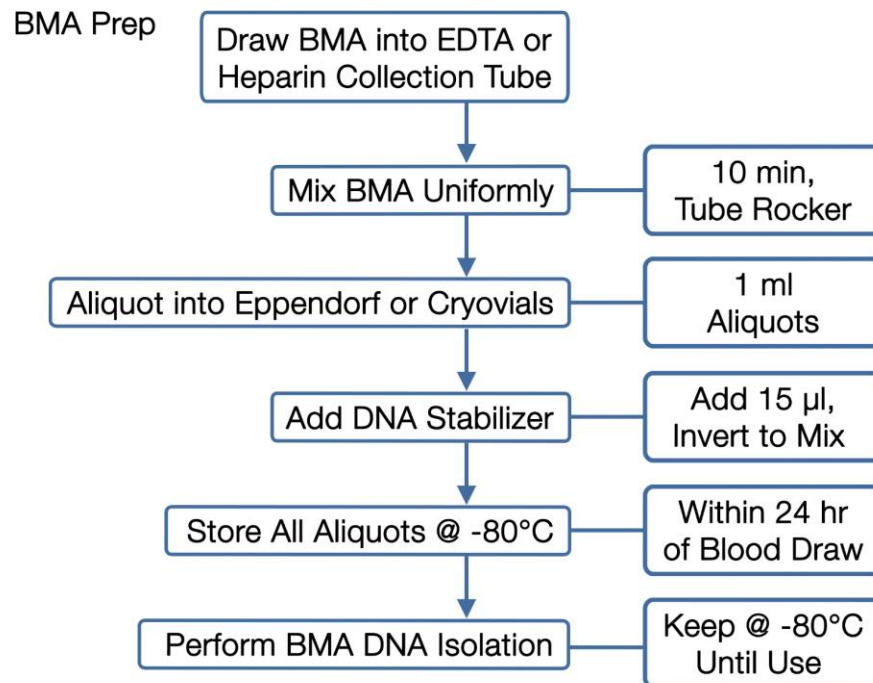 BMA Prep
Draw BMA into EDTA or
Heparin Collection Tube
Mix BMA Uniformly
10 min,
Tube Rocker
Aliquot into Eppendorf or Cryovials
1 ml
Aliquots
Add DNA Stabilizer
Add 15 µl,
Invert to Mix
Store All Aliquots @ -80°C
Within 24 hr
of Blood Draw
Perform BMA DNA Isolation
Keep @ -80°C
Until Use